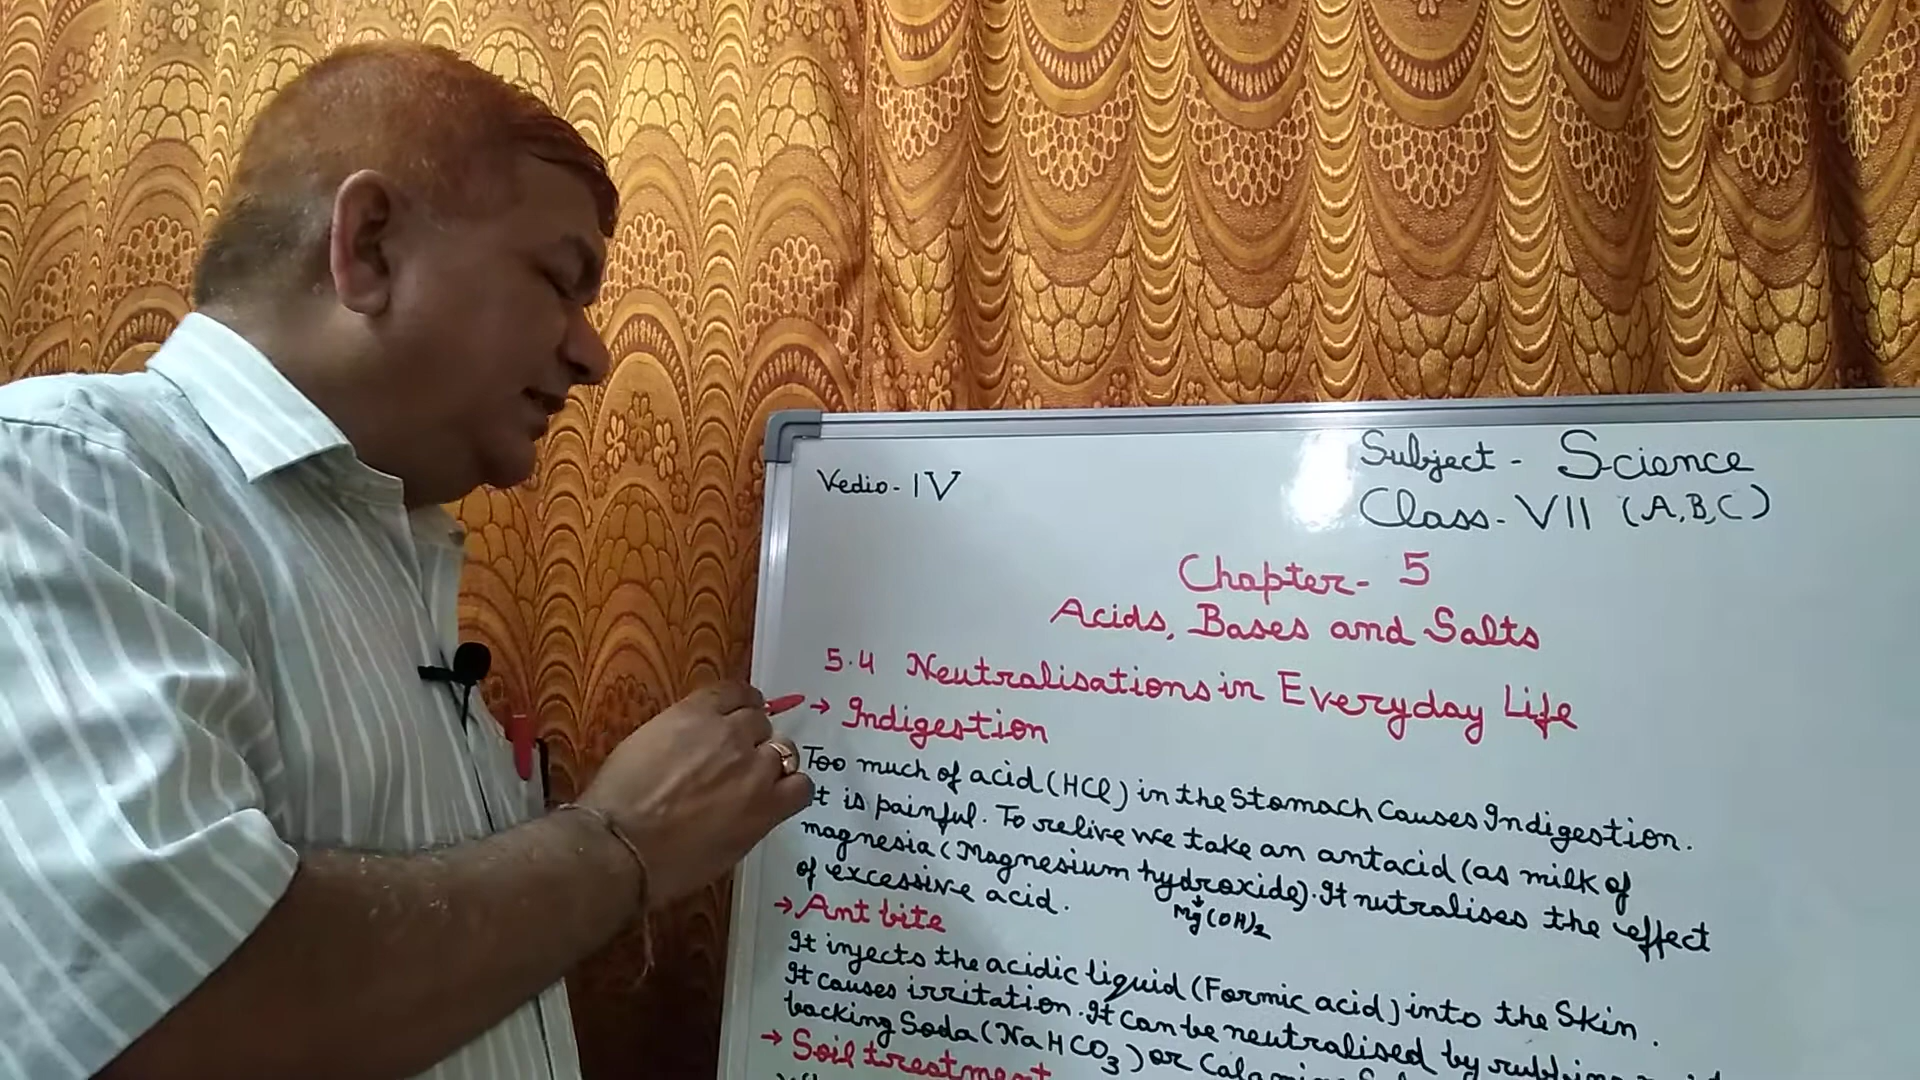 Vedio - IV
Subject - Science
Class - VII (A,B,C)
Chapter - 5
Acids, Bases and Salts
5.4 Neutralisations in Everyday Life
→ Indigestion
Too much of acid (HCl) in the Stomach Causes Indigestion.
It is painful. To relive we take an antacid (as milk of
magnesia (Magnesium hydroxide). It nutralises the effect
of excessive acid.
Mg(OH)2
→ Ant bite
It injects the acidic liquid (Formic acid) into the Skin.
It causes irritation. It can be neutralised by rubbing
backing Soda (NaHCO3) or
→ Soil treatment